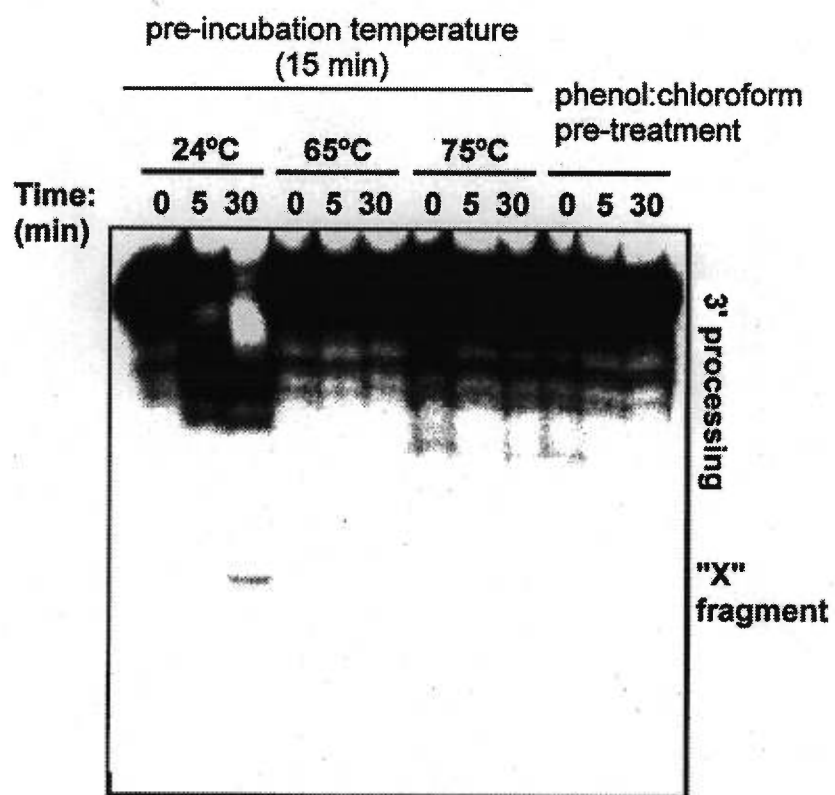 pre-incubation temperature
(15 min)
phenol:chloroform
pre-treatment
24ºC 65ºC 75ºC
Time: 0 5 30 0 5 30 0 5 30 0 5 30
(min)
3' processing
"X"
fragment